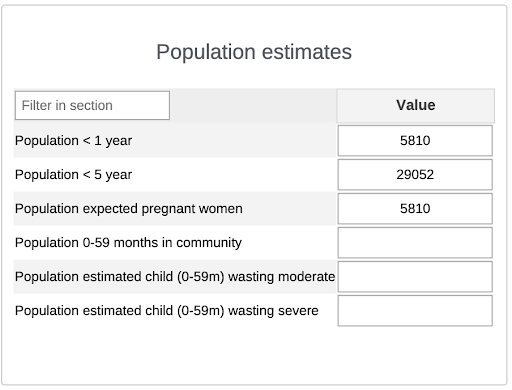 Population estimates
Filter in section Value
Population < 1 year 5810
Population < 5 year 29052
Population expected pregnant women 5810
Population 0-59 months in community
Population estimated child (0-59m) wasting moderate
Population estimated child (0-59m) wasting severe